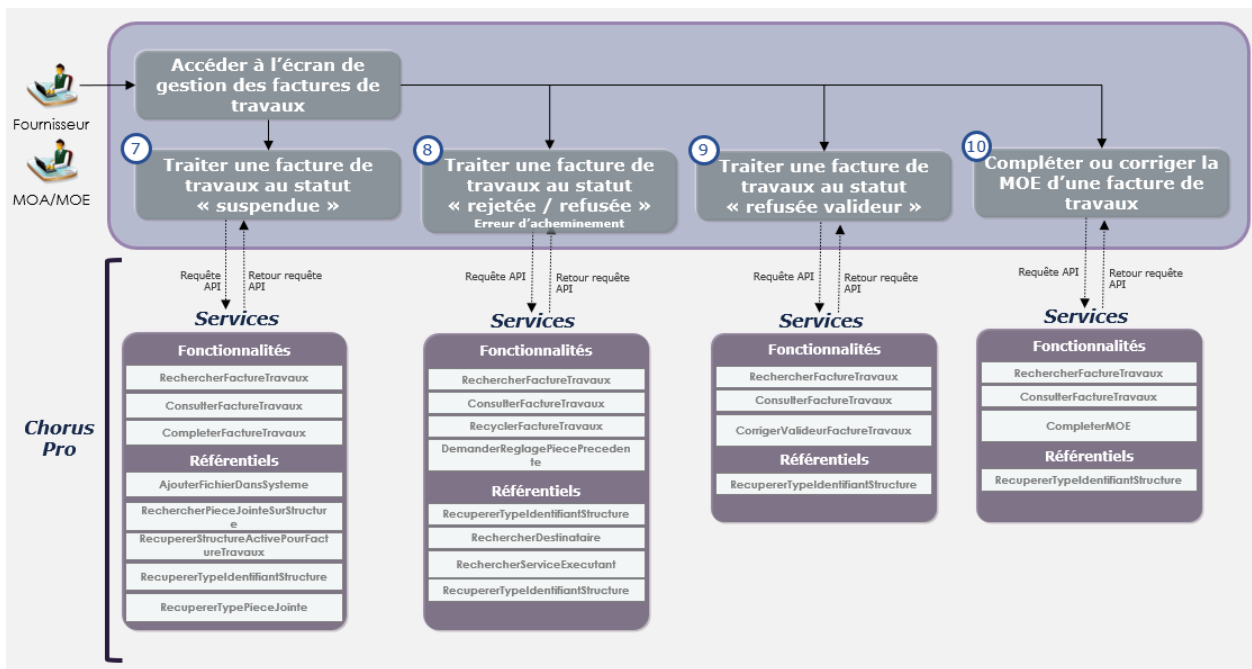 Accéder à l'écran de
gestion des factures de
travaux
Fournisseur
MOA/MOE
7
Traiter une facture de
travaux au statut
« suspendue »
8
Traiter une facture de
travaux au statut
« rejetée / refusée »
Erreur d'acheminement
9
Traiter une facture de
travaux au statut
« refusée valideur »
10
Compléter ou corriger la
MOE d'une facture de
travaux
Requête
API
Retour requête
API
Requête API
Retour requête
API
Requête API
Retour requête
API
Requête API
Retour requête
API
Chorus
Pro
Services
Fonctionnalités
RechercherFactureTravaux
ConsulterFactureTravaux
CompleterFactureTravaux
Référentiels
AjouterFichierDansSysteme
RechercherPieceJointeSurStructur
e
RecupererStructureActivePourFact
ureTravaux
RecupererTypeIdentifiantStructure
RecupererTypePieceJointe
Services
Fonctionnalités
RechercherFactureTravaux
ConsulterFactureTravaux
RecyclerFactureTravaux
DemanderReglagePiecePreceden
te
Référentiels
RecupererTypeIdentifiantStructure
RechercherDestinataire
RechercherServiceExecutant
RecupererTypeIdentifiantStructure
Services
Fonctionnalités
RechercherFactureTravaux
ConsulterFactureTravaux
CorrigerValideurFactureTravaux
Référentiels
RecupererTypeIdentifiantStructure
Services
Fonctionnalités
RechercherFactureTravaux
ConsulterFactureTravaux
CompleterMOE
Référentiels
RecupererTypeIdentifiantStructure